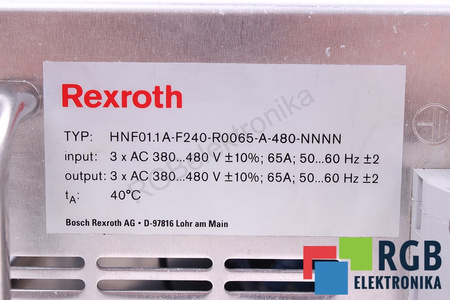 Rexroth
TYP: HNF01.1A-F240-R0065-A-480-NNNN
input: 3 x AC 380...480 V ±10%; 65A; 50...60 Hz ±2
output: 3 x AC 380...480 V ±10%; 65A; 50...60 Hz ±2
tA: 40°C
Bosch Rexroth AG • D-97816 Lohr am Main
RGBelektronika
RGB
ELEKTRONIKA